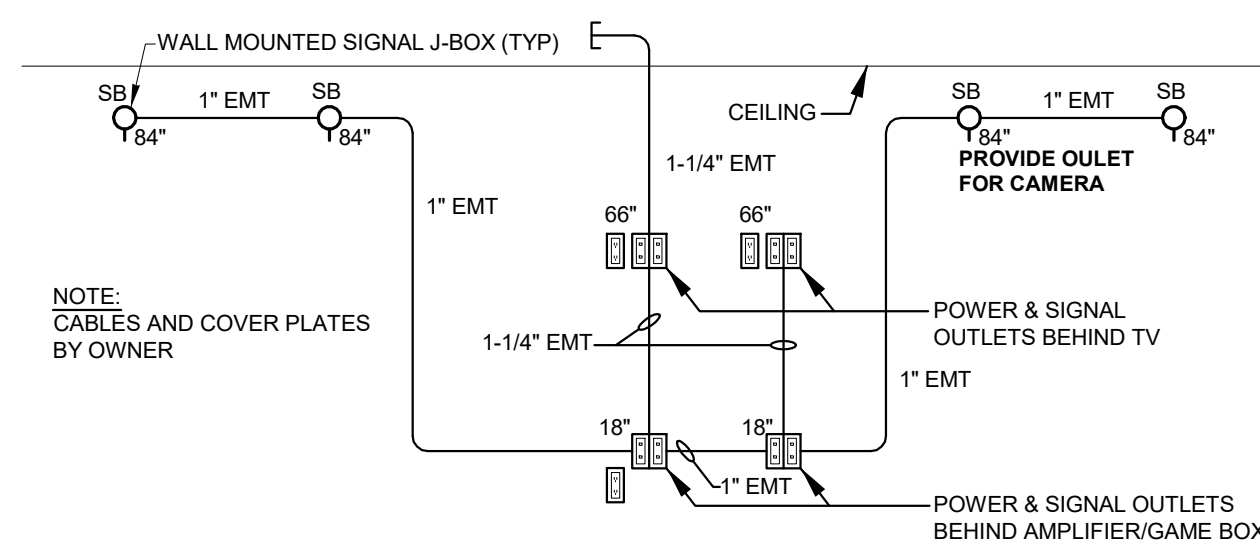 WALL MOUNTED SIGNAL J-BOX (TYP)
SB
1" EMT
SB
84"
84"
CEILING
SB
1" EMT
SB
84"
84"
PROVIDE OULET
FOR CAMERA
1-1/4" EMT
1" EMT
66"
66"
NOTE:
CABLES AND COVER PLATES
BY OWNER
POWER & SIGNAL
OUTLETS BEHIND TV
1-1/4" EMT
1" EMT
18"
18"
1" EMT
POWER & SIGNAL OUTLETS
BEHIND AMPLIFIER/GAME BOX